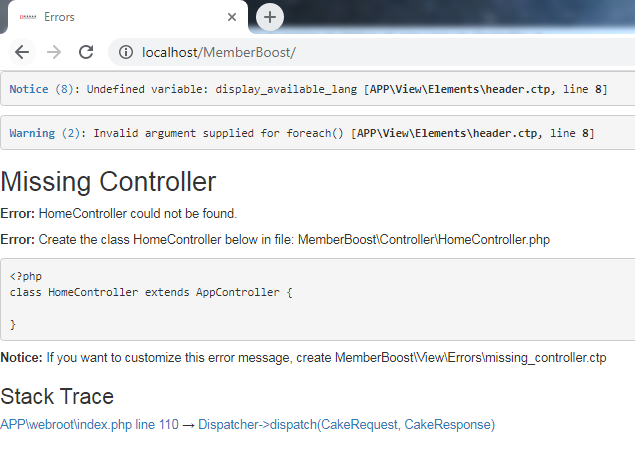 Errors
localhost/MemberBoost/
Notice (8): Undefined variable: display_available_lang [APP\View\Elements\header.ctp, line 8]
Warning (2): Invalid argument supplied for foreach() [APP\View\Elements\header.ctp, line 8]
Missing Controller
Error: HomeController could not be found.
Error: Create the class HomeController below in file: MemberBoost\Controller\HomeController.php
<?php
class HomeController extends AppController {
}
Notice: If you want to customize this error message, create MemberBoost\View\Errors\missing_controller.ctp
Stack Trace
APP\webroot\index.php line 110 → Dispatcher->dispatch(CakeRequest, CakeResponse)